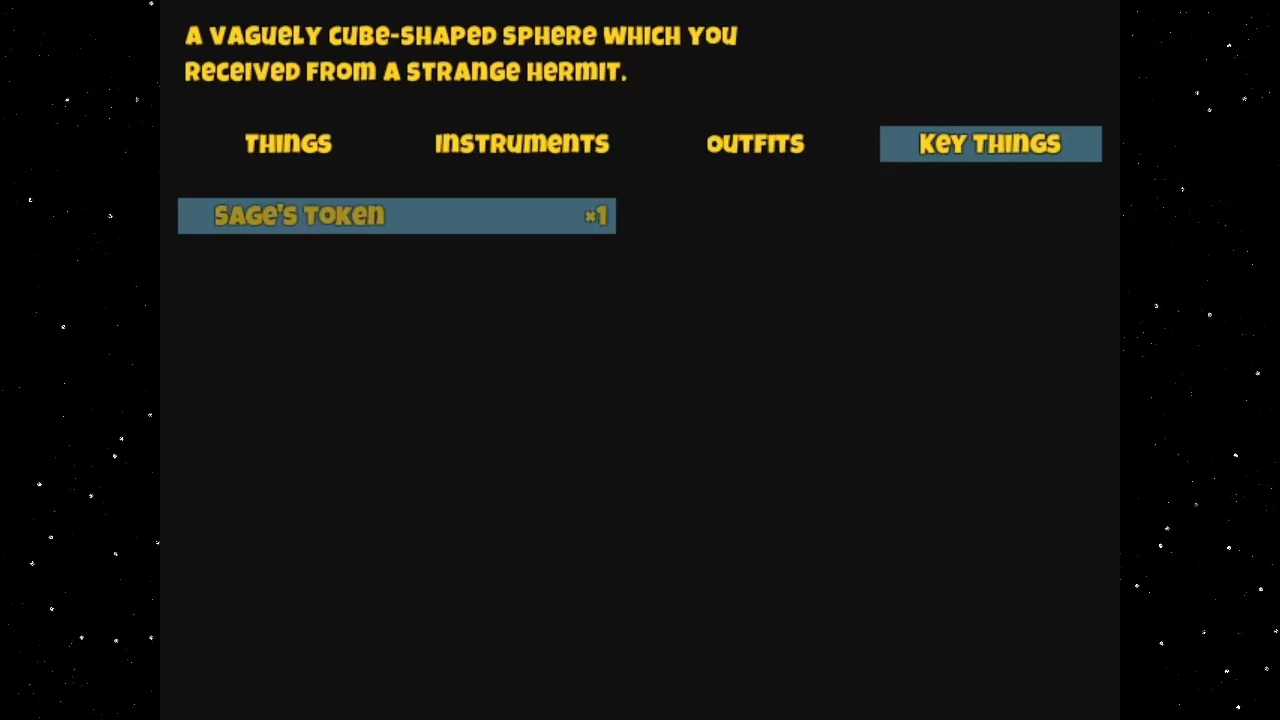 A vaguely cube-shaped sphere which you
received from a strange hermit.
Things Instruments Outfits Key Things
Sage's Token ×1